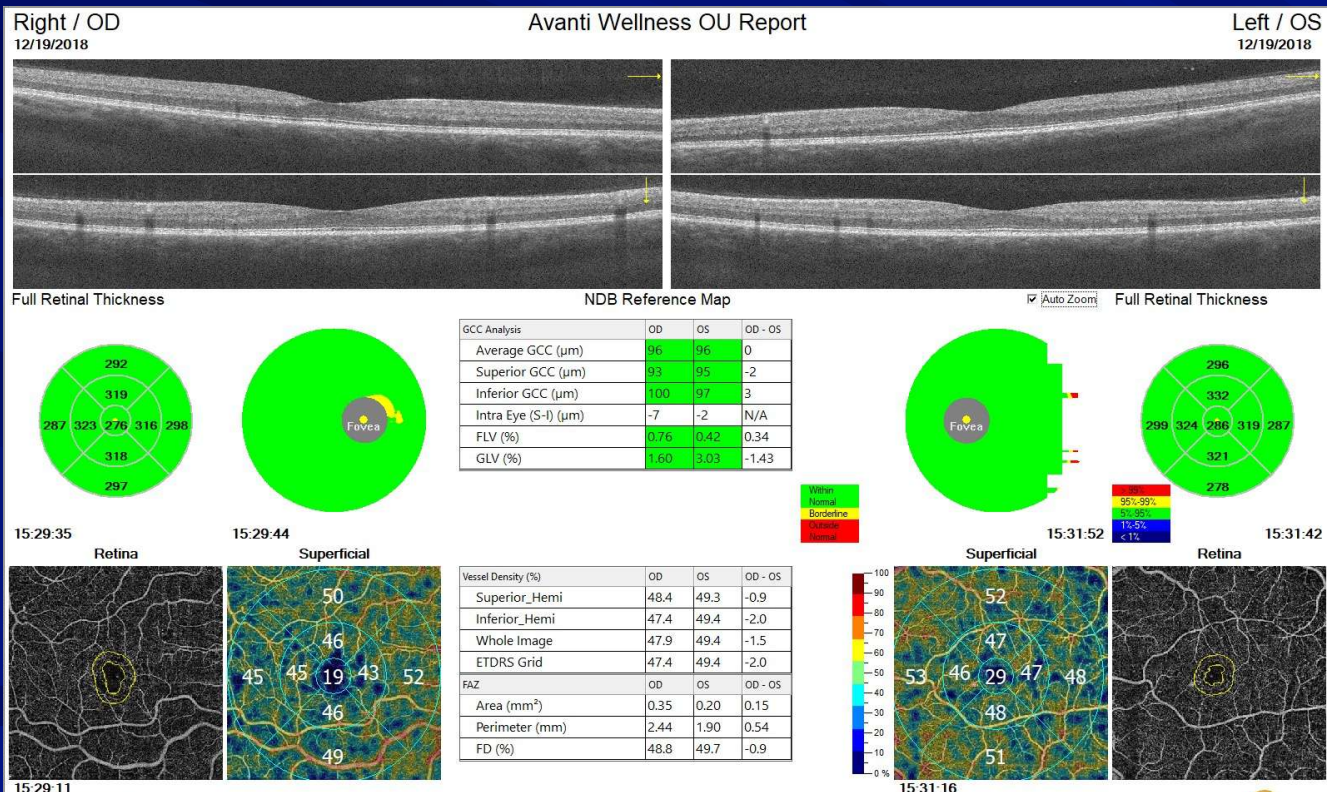 Right / OD
Avanti Wellness OU Report
Left / OS
12/19/2018
12/19/2018
Full Retinal Thickness
NDB Reference Map
Auto Zoom
Full Retinal Thickness
292
319
287 323 276 316 298
318
297
15:29:35
Fovea
15:29:44
GCC Analysis OD OS OD - OS
Average GCC (µm) 96 96 0
Superior GCC (µm) 93 95 -2
Inferior GCC (µm) 100 97 3
Intra Eye (S-I) (µm) -7 -2 N/A
FLV (%) 0.76 0.42 0.34
GLV (%) 1.60 3.03 -1.43
Within
Normal
Borderline
Outside
Normal
Fovea
15:31:52
> 99%
95%-99%
5%-95%
1%-5%
< 1%
296
332
299 324 286 319 287
321
278
15:31:42
Retina
Superficial
Superficial
Retina
50
46
45 45 19 43 52
46
49
15:29:11
Vessel Density (%) OD OS OD - OS
Superior_Hemi 48.4 49.3 -0.9
Inferior_Hemi 47.4 49.4 -2.0
Whole Image 47.9 49.4 -1.5
ETDRS Grid 47.4 49.4 -2.0
FAZ OD OS OD - OS
Area (mm²) 0.35 0.20 0.15
Perimeter (mm) 2.44 1.90 0.54
FD (%) 48.8 49.7 -0.9
100
90
80
70
60
50
40
30
20
10
0 %
52
47
53 46 29 47 48
48
51
15:31:16